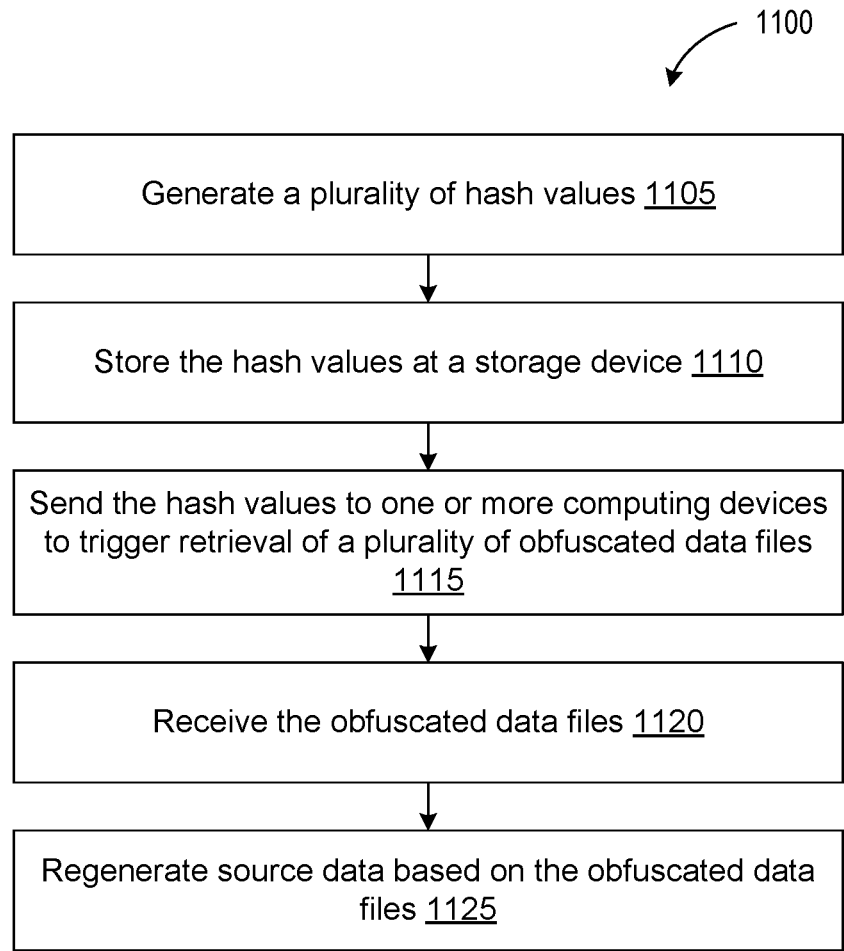 1100
Generate a plurality of hash values 1105
Store the hash values at a storage device 1110
Send the hash values to one or more computing devices
to trigger retrieval of a plurality of obfuscated data files
1115
Receive the obfuscated data files 1120
Regenerate source data based on the obfuscated data
files 1125